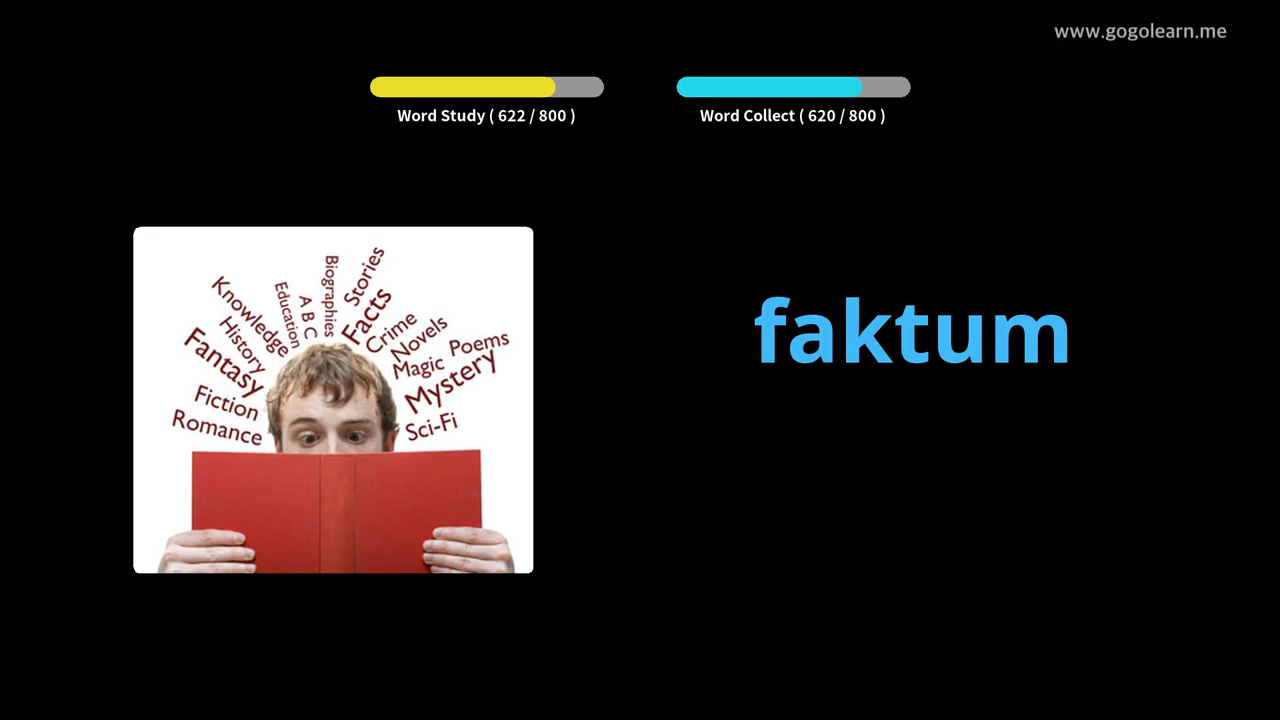 www.gogolearn.me
Word Study ( 622 / 800 )
Word Collect ( 620 / 800 )
faktum
Stories
Biographies
Facts
Education
A B C
Knowledge
History
Crime
Novels
Poems
Magic
Mystery
Fantasy
Fiction
Romance
Sci-Fi